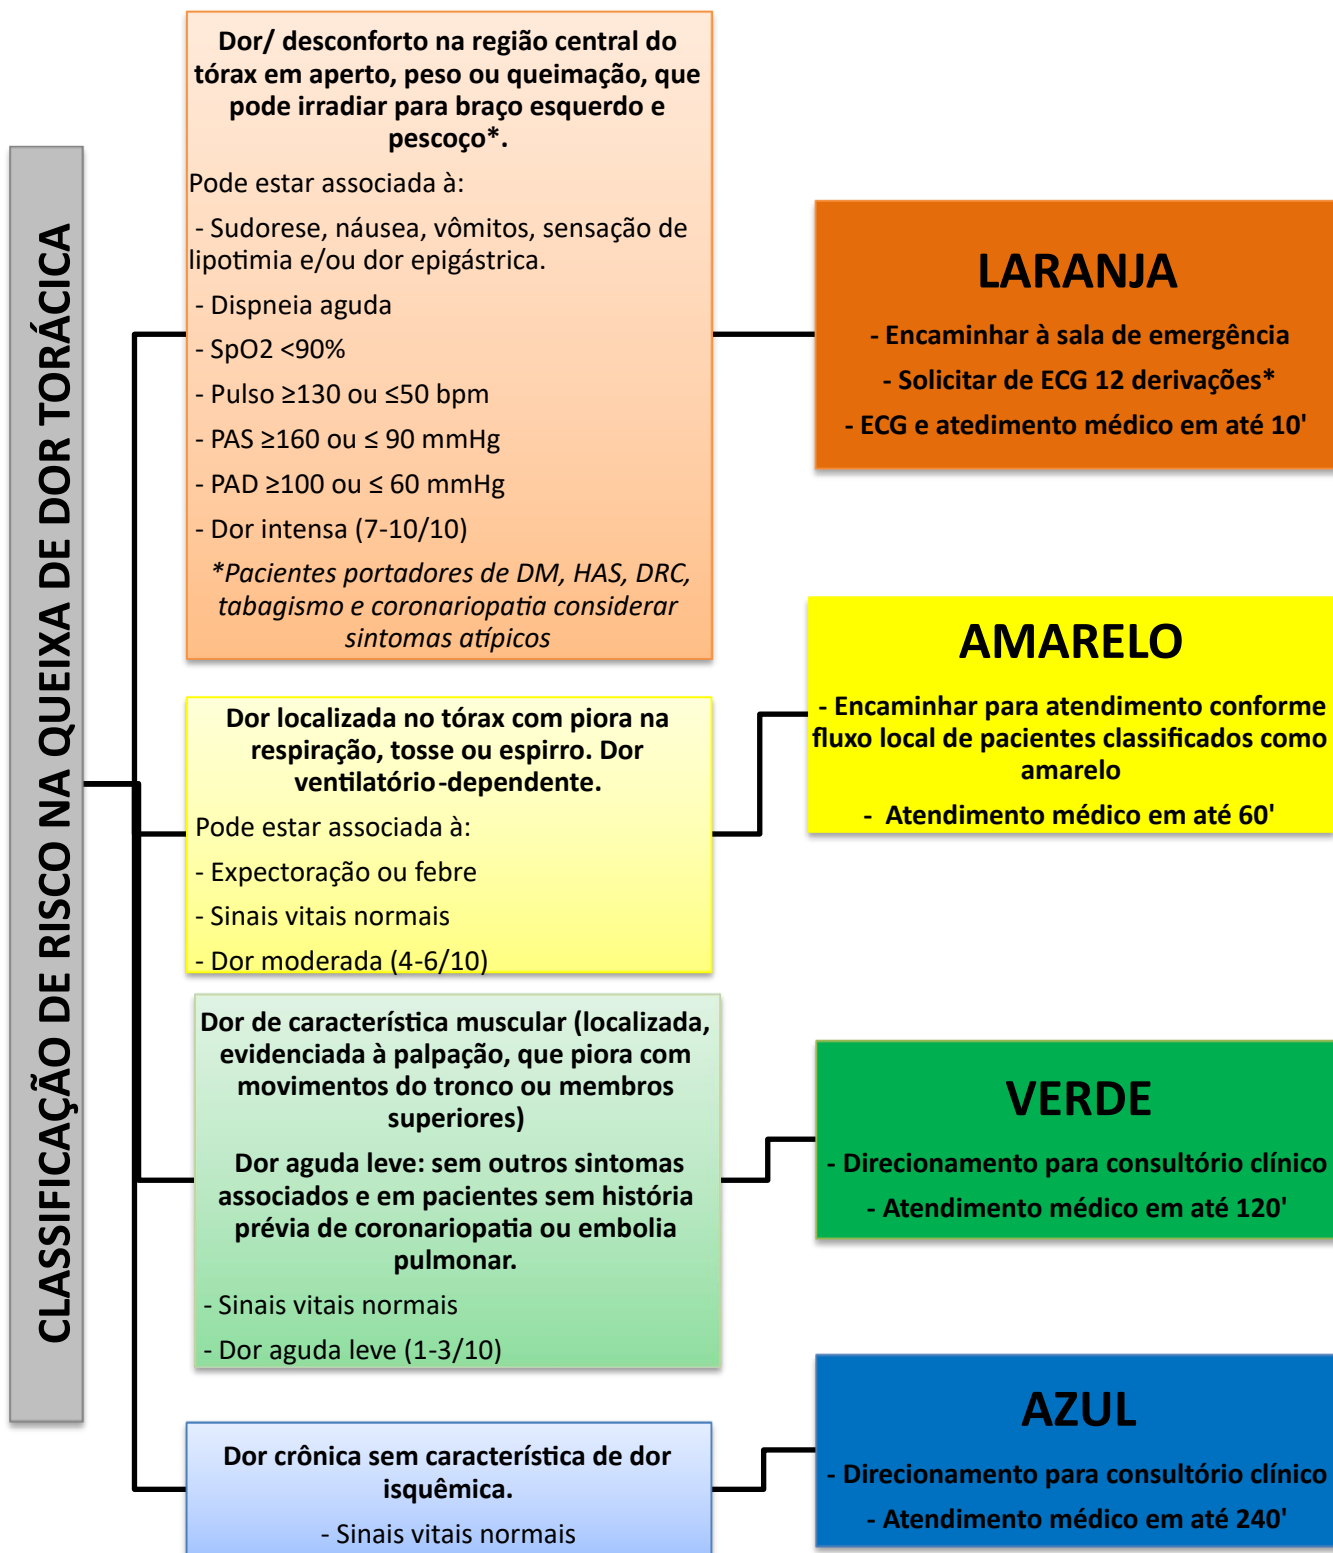 CLASSIFICAÇÃO DE RISCO NA QUEIXA DE DOR TORÁCICA
Dor/ desconforto na região central do
tórax em aperto, peso ou queimação, que
pode irradiar para braço esquerdo e
pescoço*.
Pode estar associada à:
- Sudorese, náusea, vômitos, sensação de
lipotimia e/ou dor epigástrica.
- Dispneia aguda
- SpO2 <90%
- Pulso ≥130 ou ≤50 bpm
- PAS ≥160 ou ≤ 90 mmHg
- PAD ≥100 ou ≤ 60 mmHg
- Dor intensa (7-10/10)
*Pacientes portadores de DM, HAS, DRC,
tabagismo e coronariopatia considerar
sintomas atípicos
LARANJA
- Encaminhar à sala de emergência
- Solicitar de ECG 12 derivações*
- ECG e atedimento médico em até 10'
Dor localizada no tórax com piora na
respiração, tosse ou espirro. Dor
ventilatório-dependente.
Pode estar associada à:
- Expectoração ou febre
- Sinais vitais normais
- Dor moderada (4-6/10)
AMARELO
- Encaminhar para atendimento conforme
fluxo local de pacientes classificados como
amarelo
- Atendimento médico em até 60'
Dor de característica muscular (localizada,
evidenciada à palpação, que piora com
movimentos do tronco ou membros
superiores)
Dor aguda leve: sem outros sintomas
associados e em pacientes sem história
prévia de coronariopatia ou embolia
pulmonar.
- Sinais vitais normais
- Dor aguda leve (1-3/10)
VERDE
- Direcionamento para consultório clínico
- Atendimento médico em até 120'
Dor crônica sem característica de dor
isquêmica.
- Sinais vitais normais
AZUL
- Direcionamento para consultório clínico
- Atendimento médico em até 240'